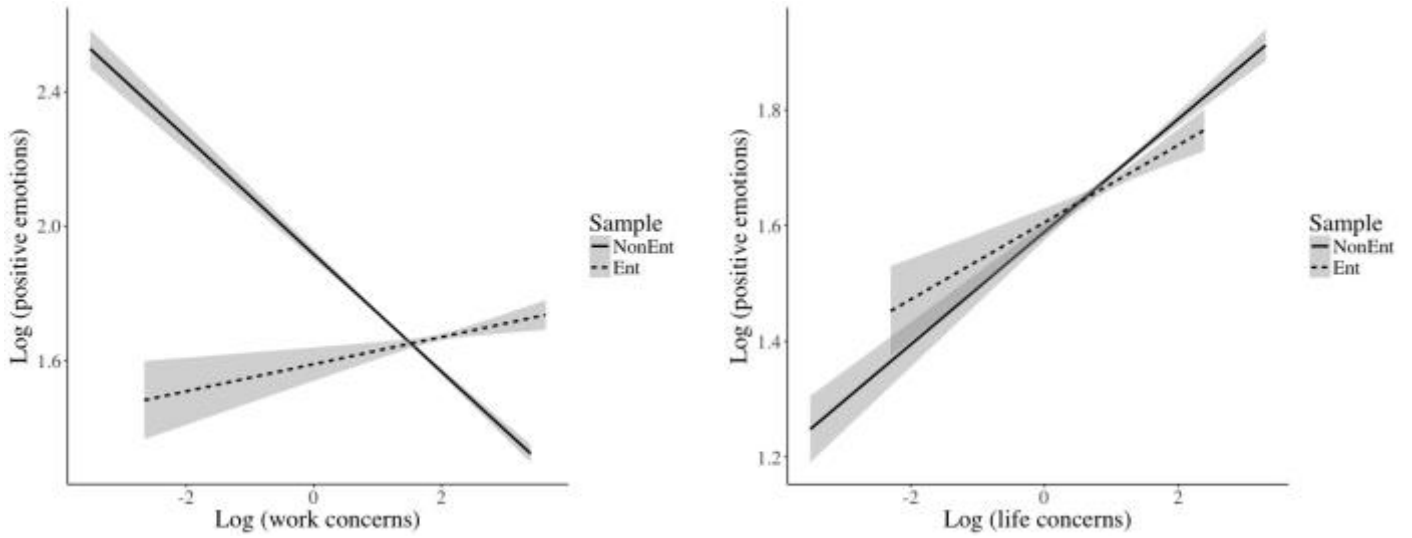 Log (positive emotions)
2.4
2.0
1.6
-2
0
2
Log (work concerns)
Sample
NonEnt
Ent
Log (positive emotions)
1.8
1.6
1.4
1.2
-2
0
2
Log (life concerns)
Sample
NonEnt
Ent